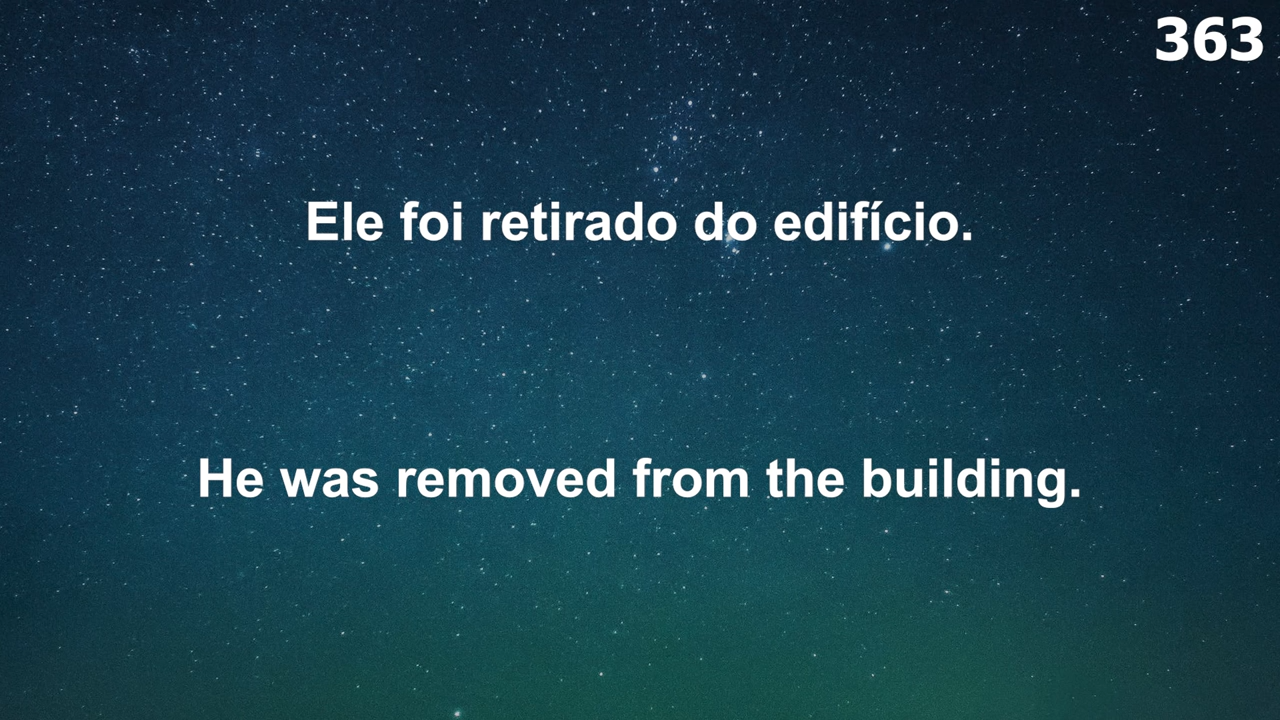 363
Ele foi retirado do edifício.
He was removed from the building.